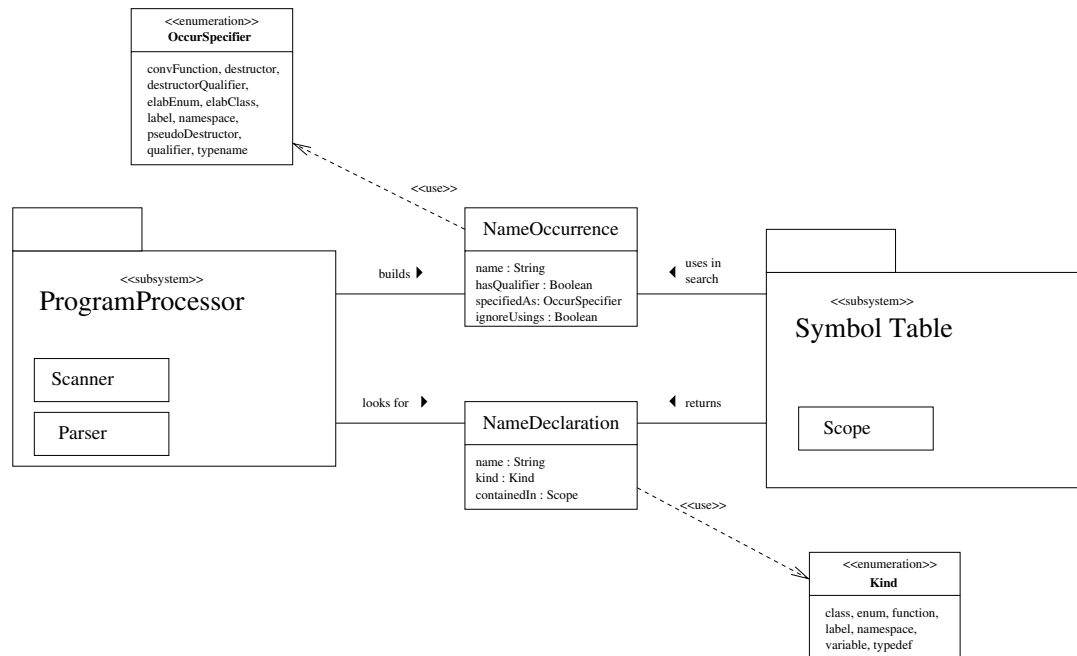 <<enumeration>>
OccurSpecifier
convFunction, destructor,
destructorQualifier,
elabEnum, elabClass,
label, namespace,
pseudoDestructor,
qualifier, typename
<<use>>
<<subsystem>>
ProgramProcessor
Scanner
Parser
builds
NameOccurrence
name : String
hasQualifier : Boolean
specifiedAs: OccurSpecifier
ignoreUsings : Boolean
uses in
search
<<subsystem>>
Symbol Table
Scope
looks for
NameDeclaration
name : String
kind : Kind
containedIn : Scope
returns
<<use>>
<<enumeration>>
Kind
class, enum, function,
label, namespace,
variable, typedef